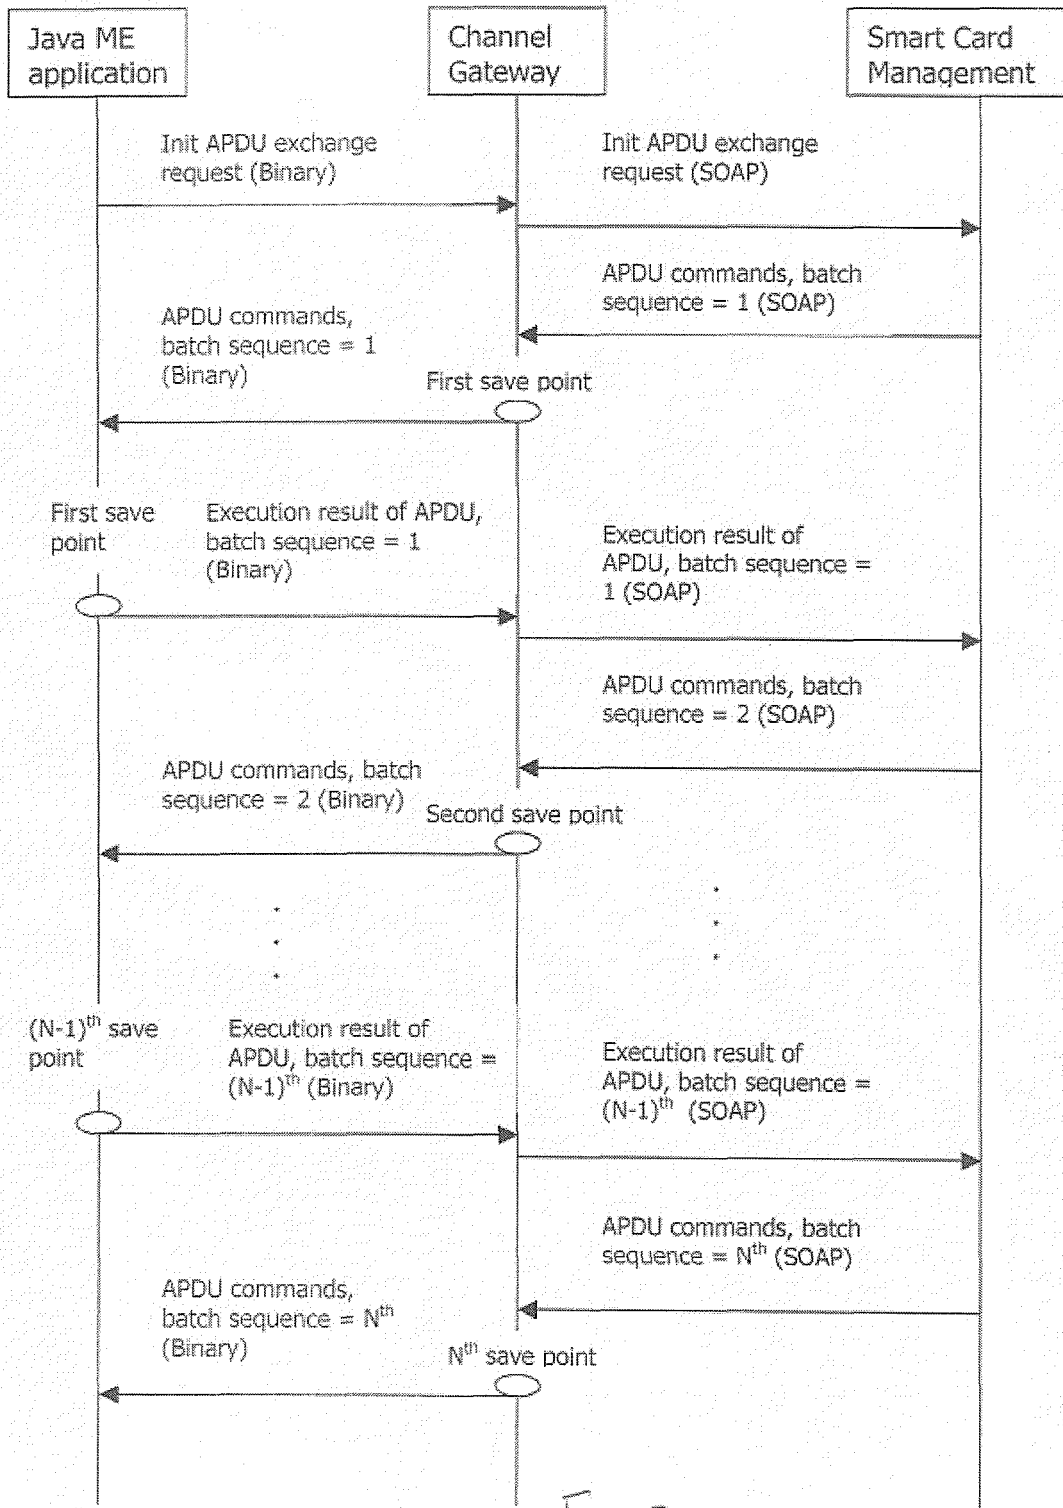 Java ME
application
Channel
Gateway
Smart Card
Management
Init APDU exchange
request (Binary)
Init APDU exchange
request (SOAP)
APDU commands, batch
sequence = 1 (SOAP)
APDU commands,
batch sequence = 1
(Binary)
First save point
First save
point
Execution result of APDU,
batch sequence = 1
(Binary)
Execution result of
APDU, batch sequence =
1 (SOAP)
APDU commands, batch
sequence = 2 (SOAP)
APDU commands, batch
sequence = 2 (Binary)
Second save point
(N-1)th save
point
Execution result of
APDU, batch sequence =
(N-1)th (Binary)
Execution result of
APDU, batch sequence =
(N-1)th (SOAP)
APDU commands, batch
sequence = Nth (SOAP)
APDU commands,
batch sequence = Nth
(Binary)
Nth save point